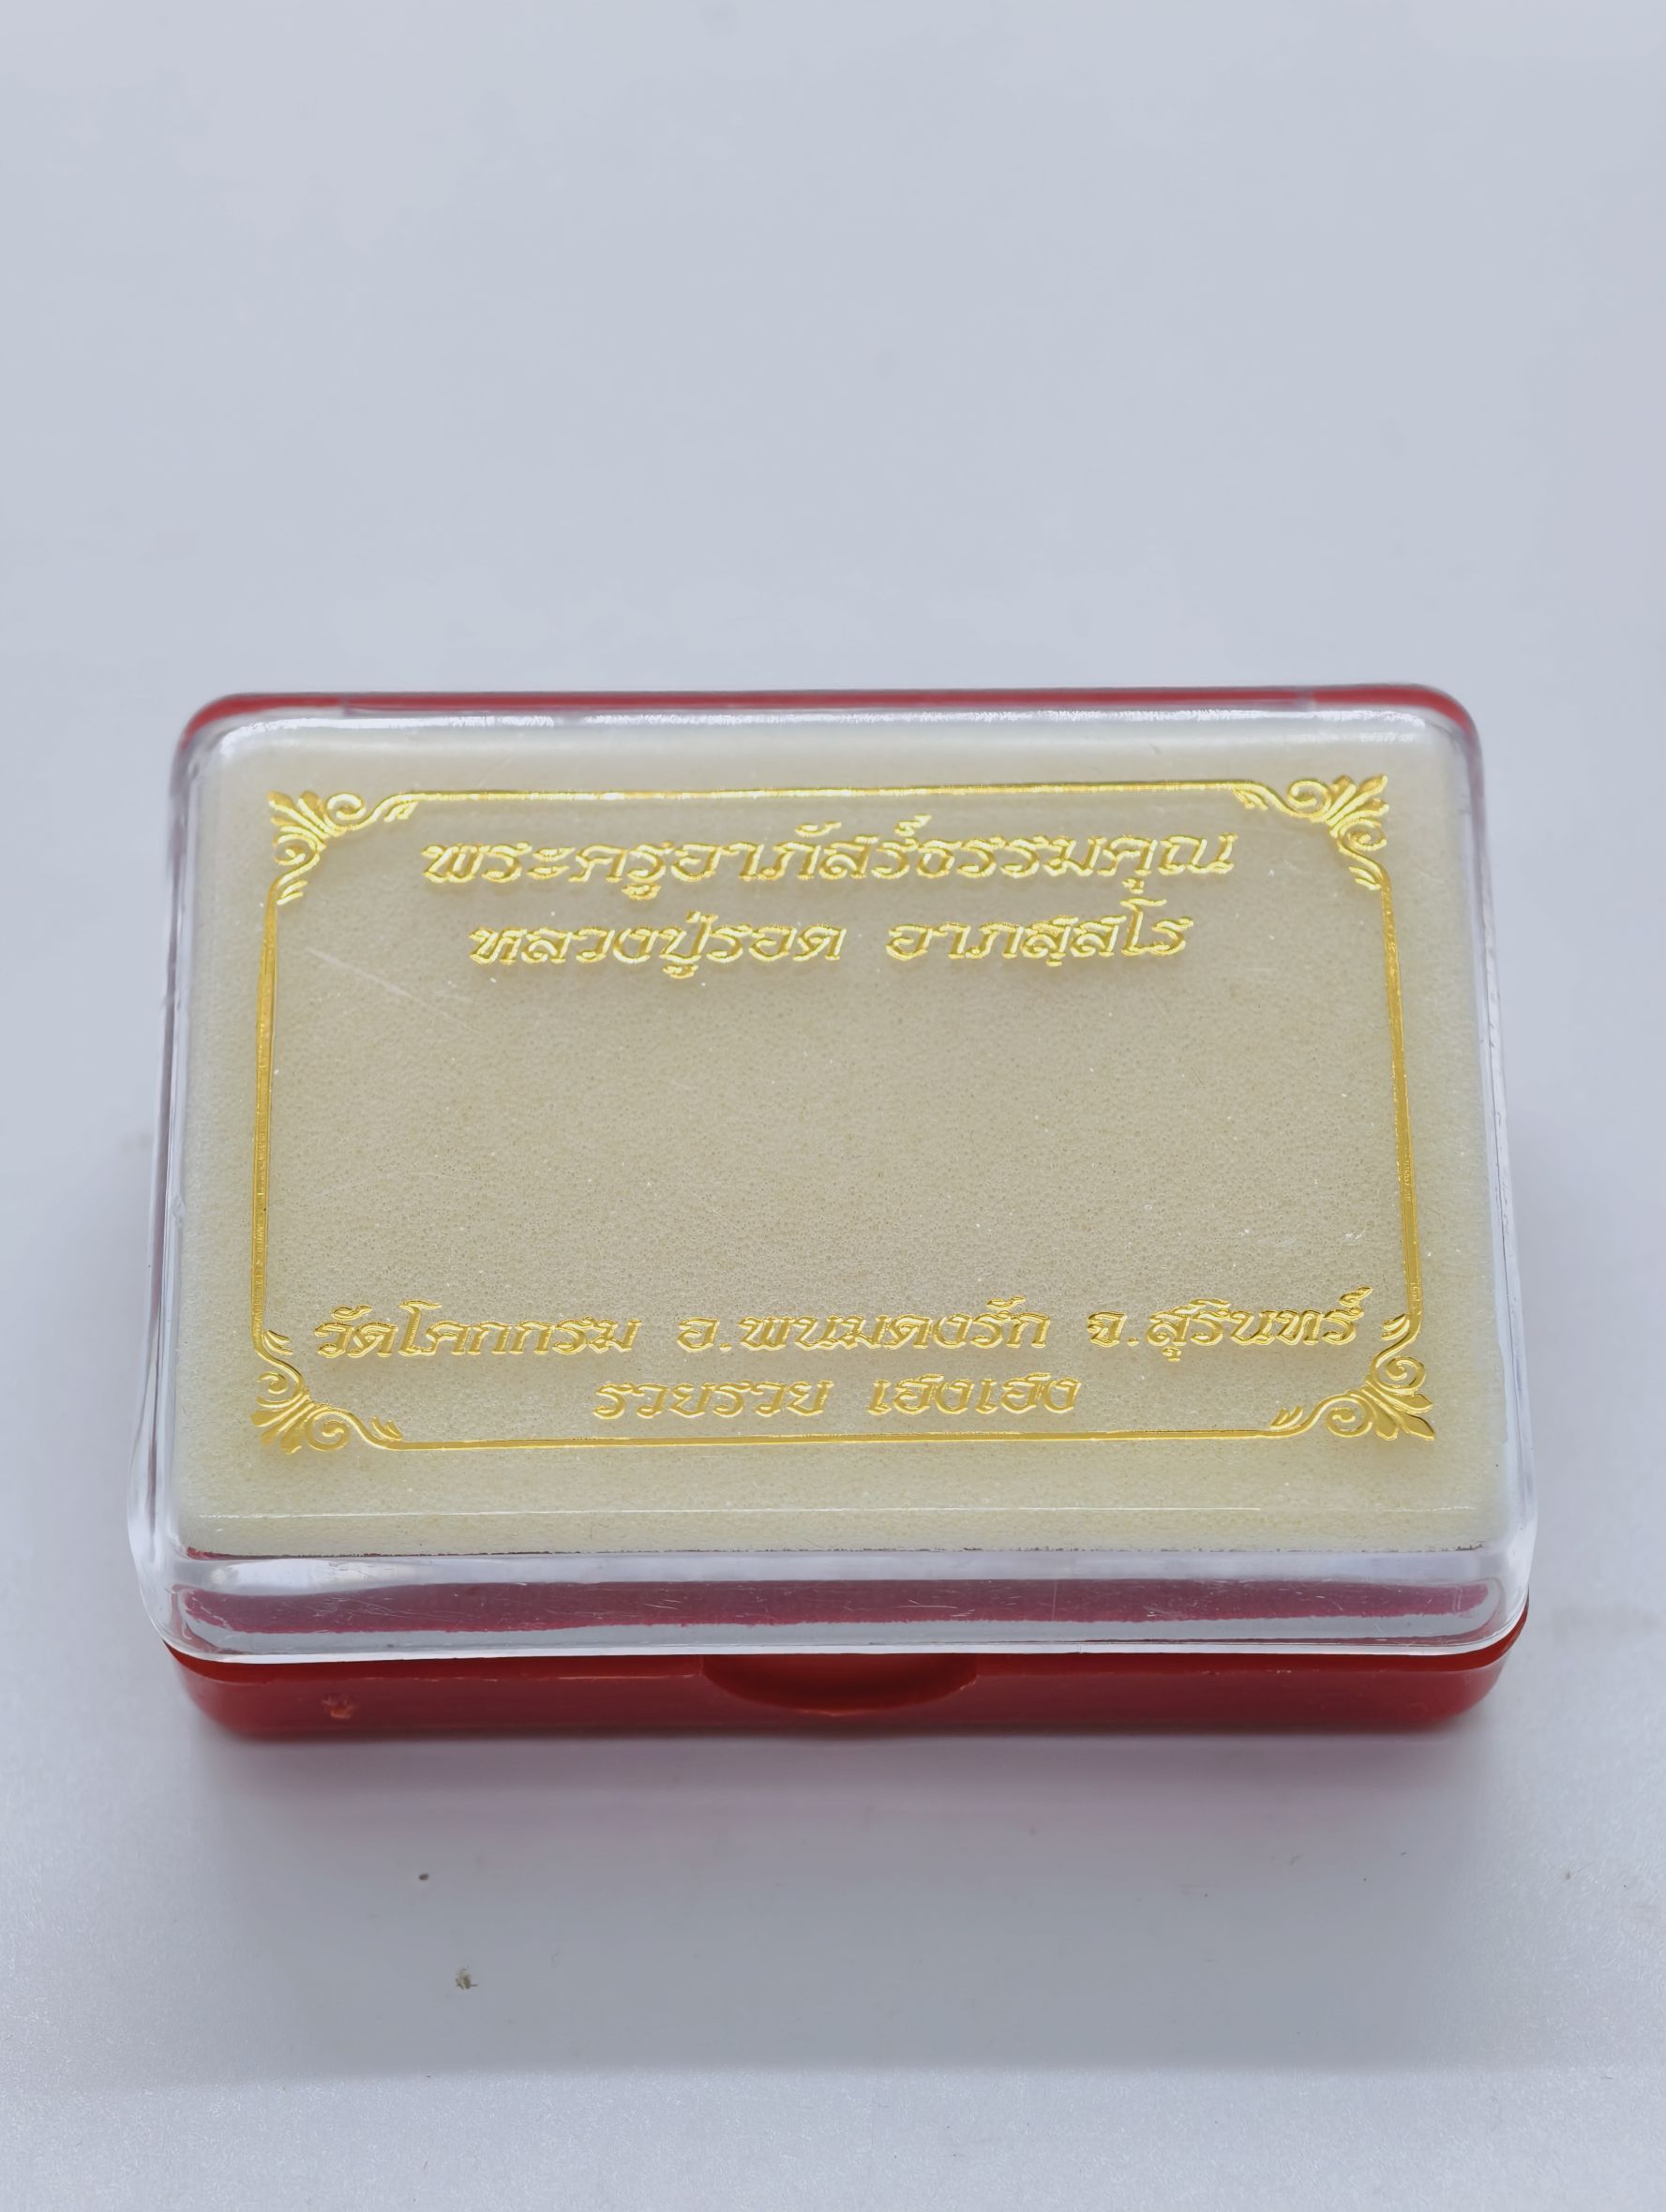 พระครูอาภัสร์ธรรมคุณ
หลวงปู่รอด อาภสฺสโร
วัดโคกกรม อ.พนมดงรัก จ.สุรินทร์
รวยรวย เฮงเฮง